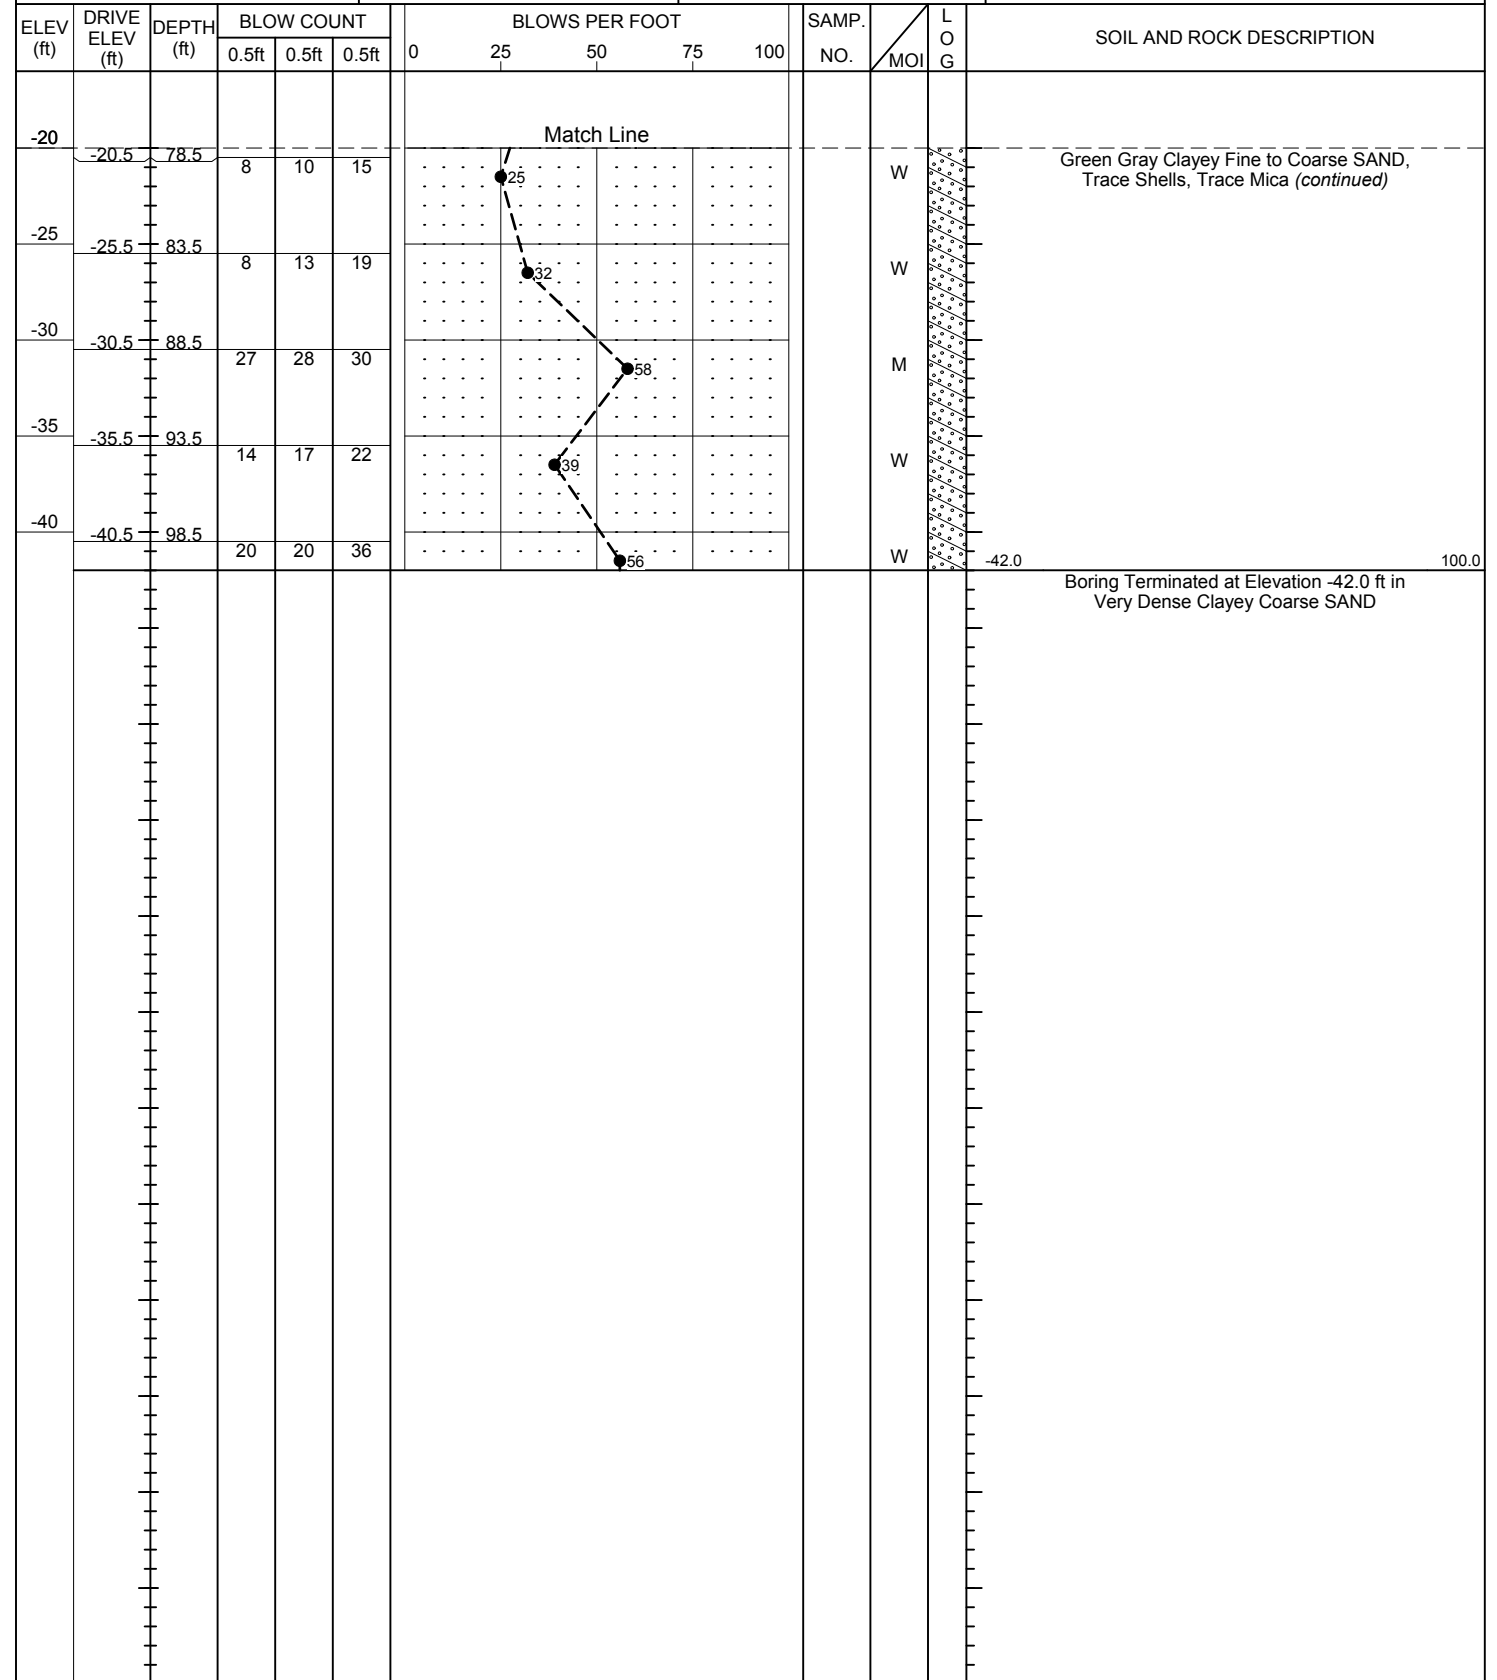 ELEV (ft) DRIVE ELEV (ft) DEPTH (ft) BLOW COUNT BLOWS PER FOOT SAMP. NO. MOI LOG SOIL AND ROCK DESCRIPTION
0.5ft 0.5ft 0.5ft 0 25 50 75 100
Match Line
-20
-20.5 78.5 8 10 15 25 W Green Gray Clayey Fine to Coarse SAND,
Trace Shells, Trace Mica (continued)
-25
-25.5 83.5 8 13 19 32 W
-30
-30.5 88.5 27 28 30 58 M
-35
-35.5 93.5 14 17 22 39 W
-40
-40.5 98.5 20 20 36 56 W
-42.0 100.0
Boring Terminated at Elevation -42.0 ft in
Very Dense Clayey Coarse SAND